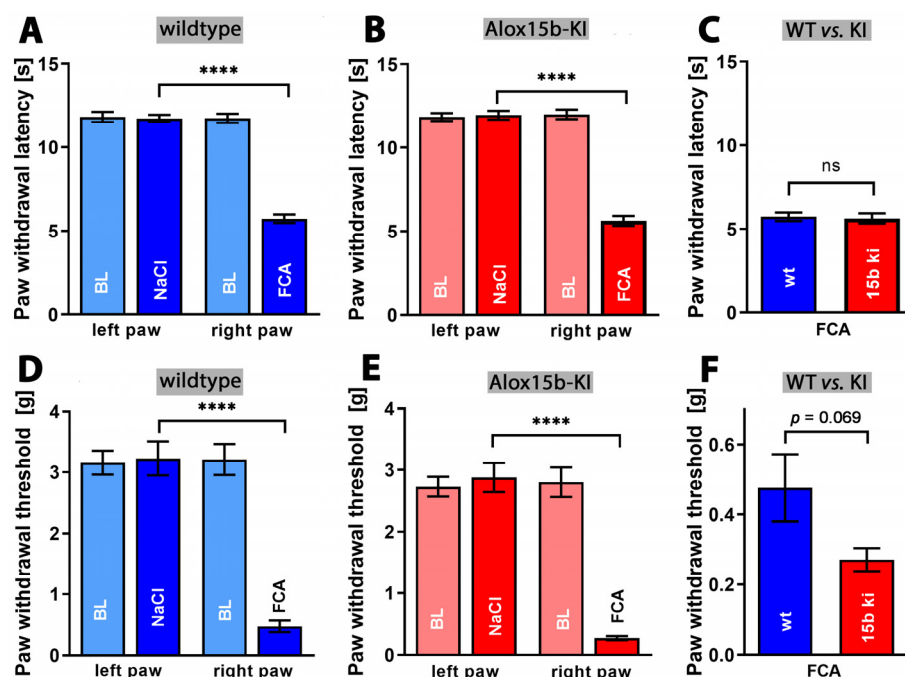 A
wildtype
Paw withdrawal latency [s]
15
10
5
0
****
BL
NaCl
BL
FCA
left paw
right paw
B
Alox15b-KI
Paw withdrawal latency [s]
15
10
5
0
****
BL
NaCl
BL
FCA
left paw
right paw
C
WT vs. KI
Paw withdrawal latency [s]
15
10
5
0
ns
wt
15b ki
FCA
D
wildtype
Paw withdrawal threshold [g]
4
3
2
1
0
****
BL
NaCl
BL
FCA
left paw
right paw
E
Alox15b-KI
Paw withdrawal threshold [g]
4
3
2
1
0
****
BL
NaCl
BL
FCA
left paw
right paw
F
WT vs. KI
Paw withdrawal threshold [g]
0.6
0.4
0.2
0.0
p = 0.069
wt
15b ki
FCA